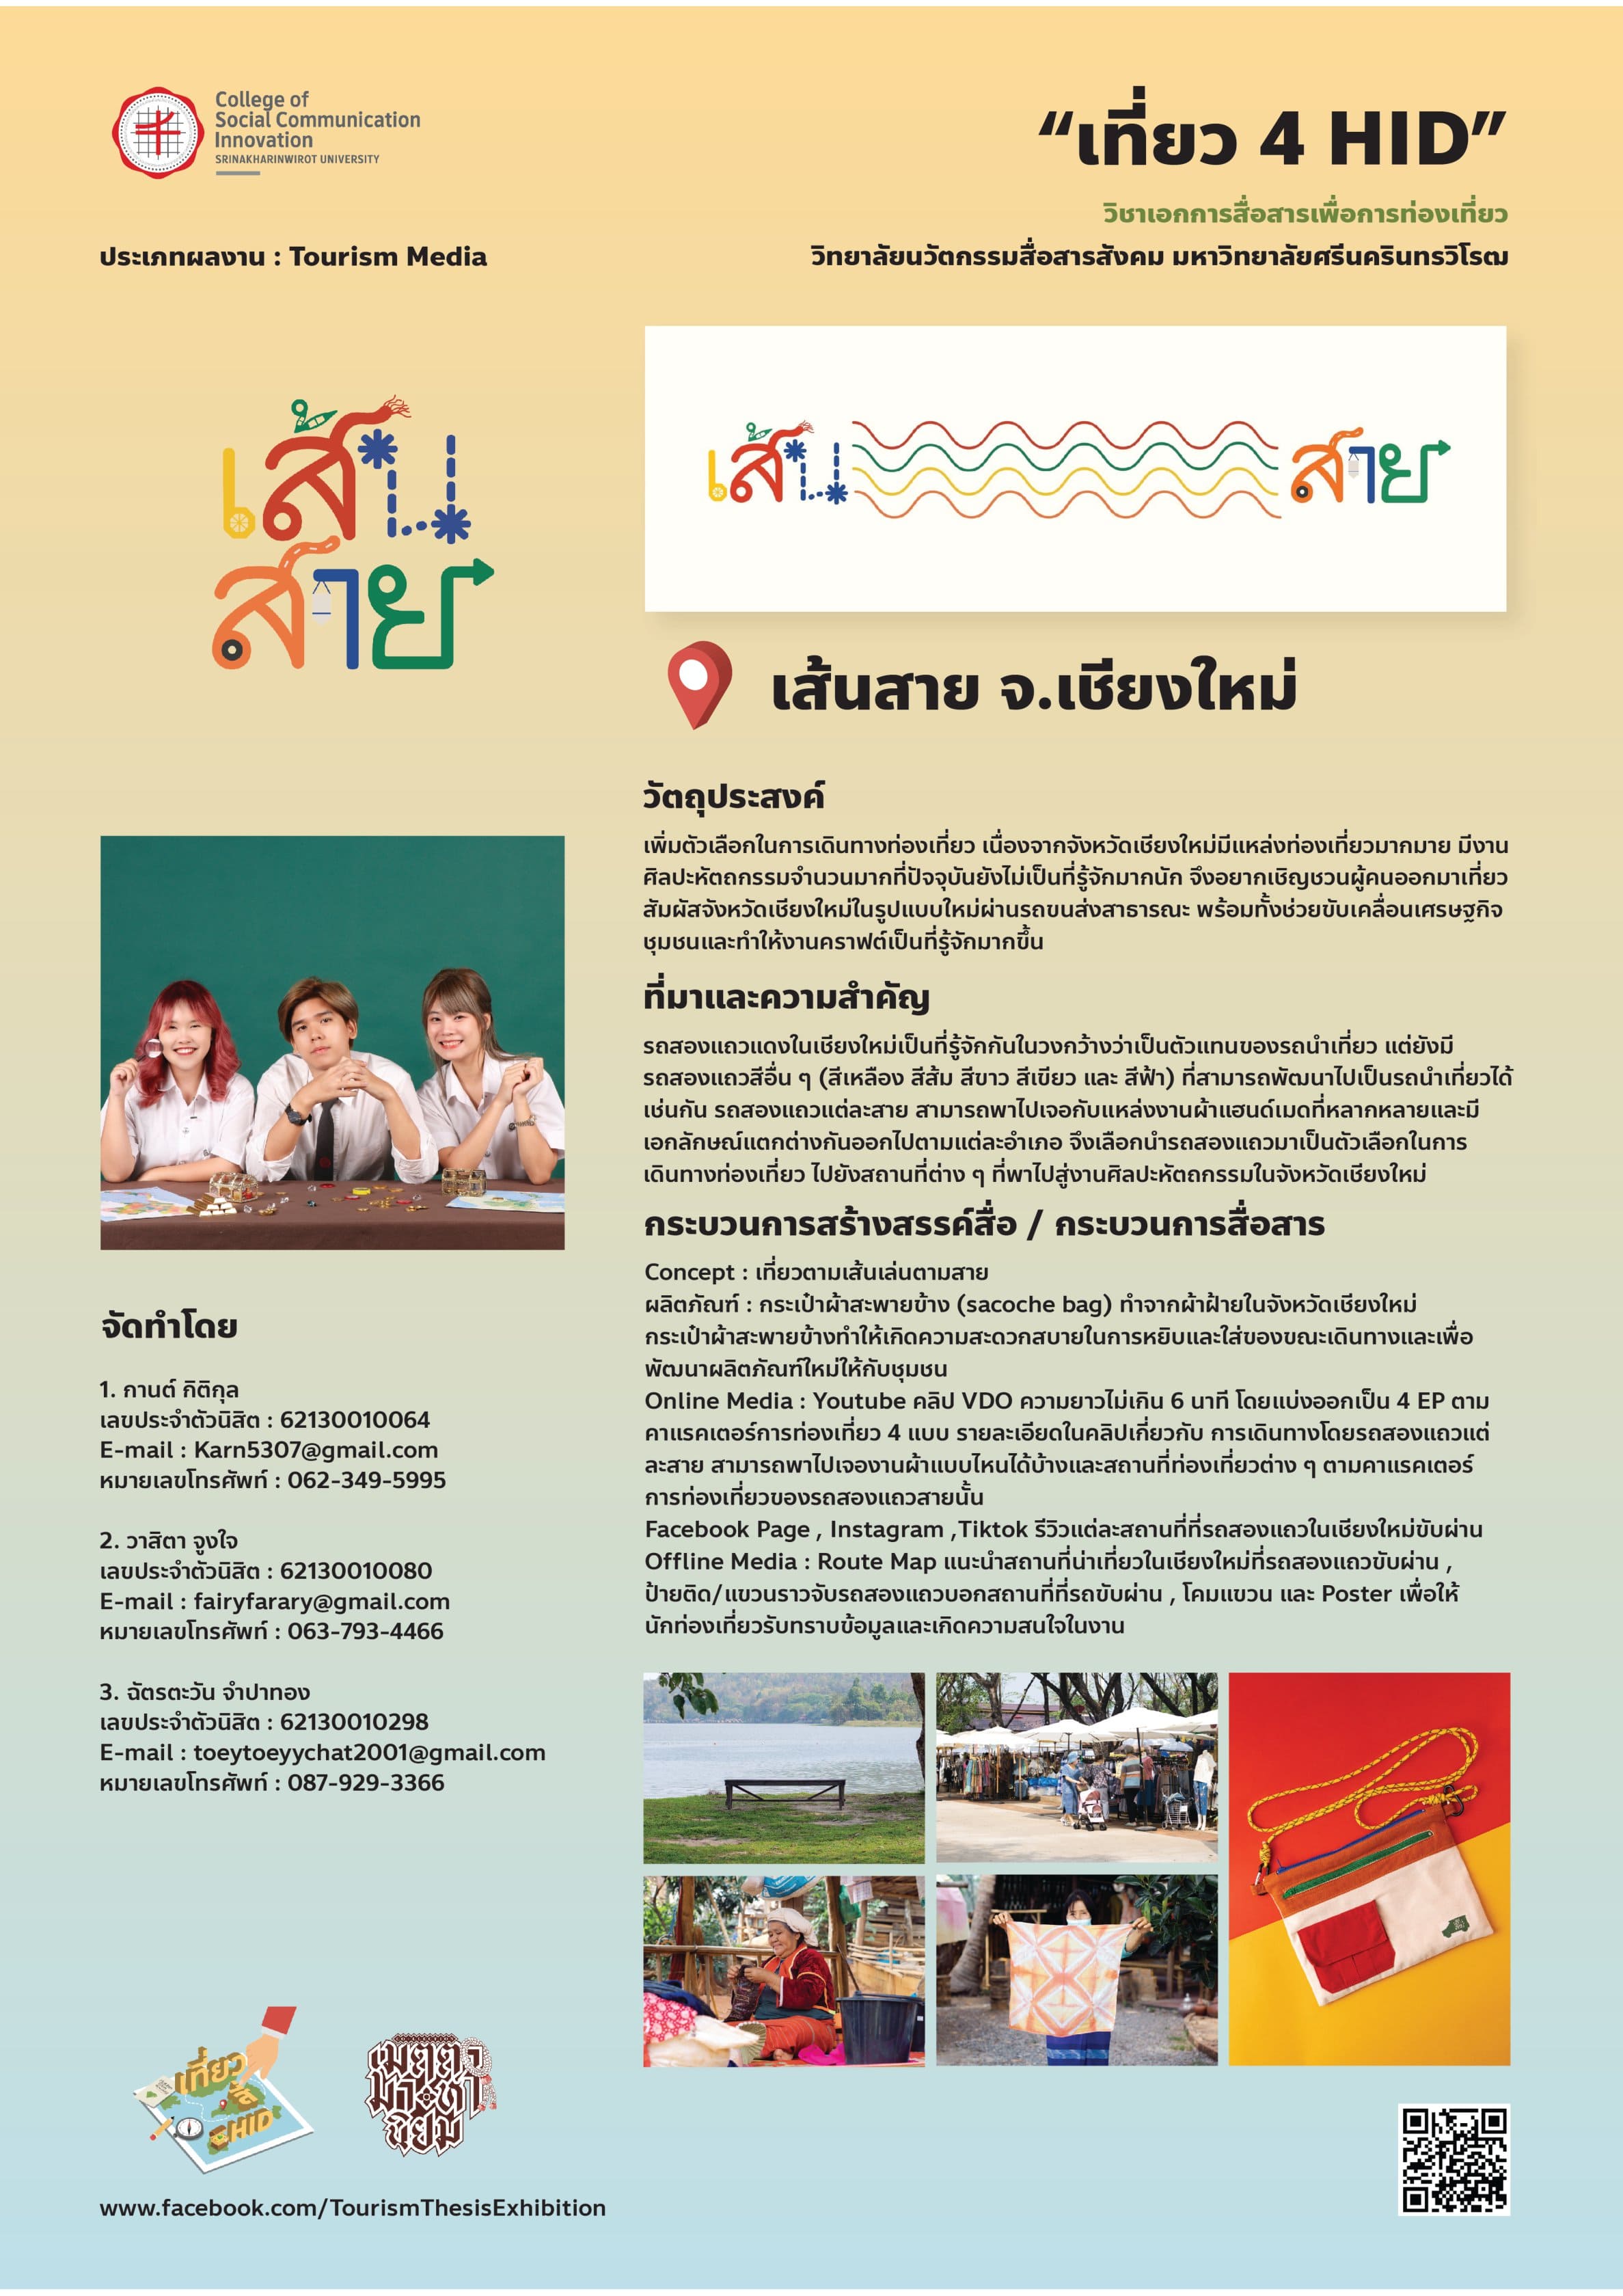 College of
Social Communication
Innovation
SRINAKHARINWIROT UNIVERSITY
“เที่ยว 4 HID”
วิชาเอกการสื่อสารเพื่อการท่องเที่ยว
ประเภทผลงาน : Tourism Media
วิทยาลัยนวัตกรรมสื่อสารสังคม มหาวิทยาลัยศรีนครินทรวิโรฒ
เส้น
สาย
เส้น สาย
เส้นสาย จ.เชียงใหม่
วัตถุประสงค์
เพิ่มตัวเลือกในการเดินทางท่องเที่ยว เนื่องจากจังหวัดเชียงใหม่มีแหล่งท่องเที่ยวมากมาย มีงาน
ศิลปะหัตถกรรมจำนวนมากที่ปัจจุบันยังไม่เป็นที่รู้จักมากนัก จึงอยากเชิญชวนผู้คนออกมาเที่ยว
สัมผัสจังหวัดเชียงใหม่ในรูปแบบใหม่ผ่านรถขนส่งสาธารณะ พร้อมทั้งช่วยขับเคลื่อนเศรษฐกิจ
ชุมชนและทำให้งานคราฟต์เป็นที่รู้จักมากขึ้น
ที่มาและความสำคัญ
รถสองแถวแดงในเชียงใหม่เป็นที่รู้จักกันในวงกว้างว่าเป็นตัวแทนของรถนำเที่ยว แต่ยังมี
รถสองแถวสีอื่น ๆ (สีเหลือง สีส้ม สีขาว สีเขียว และ สีฟ้า) ที่สามารถพัฒนาไปเป็นรถนำเที่ยวได้
เช่นกัน รถสองแถวแต่ละสาย สามารถพาไปเจอกับแหล่งงานผ้าแฮนด์เมดที่หลากหลายและมี
เอกลักษณ์แตกต่างกันออกไปตามแต่ละอำเภอ จึงเลือกนำรถสองแถวมาเป็นตัวเลือกในการ
เดินทางท่องเที่ยว ไปยังสถานที่ต่าง ๆ ที่พาไปสู่งานศิลปะหัตถกรรมในจังหวัดเชียงใหม่
กระบวนการสร้างสรรค์สื่อ / กระบวนการสื่อสาร
Concept : เที่ยวตามเส้นเล่นตามสาย
ผลิตภัณฑ์ : กระเป๋าผ้าสะพายข้าง (sacoche bag) ทำจากผ้าฝ้ายในจังหวัดเชียงใหม่
กระเป๋าผ้าสะพายข้างทำให้เกิดความสะดวกสบายในการหยิบและใส่ของขณะเดินทางและเพื่อ
พัฒนาผลิตภัณฑ์ใหม่ให้กับชุมชน
Online Media : Youtube คลิป VDO ความยาวไม่เกิน 6 นาที โดยแบ่งออกเป็น 4 EP ตาม
คาแรคเตอร์การท่องเที่ยว 4 แบบ รายละเอียดในคลิปเกี่ยวกับ การเดินทางโดยรถสองแถวแต่
ละสาย สามารถพาไปเจองานผ้าแบบไหนได้บ้างและสถานที่ท่องเที่ยวต่าง ๆ ตามคาแรคเตอร์
การท่องเที่ยวของรถสองแถวสายนั้น
Facebook Page , Instagram ,Tiktok รีวิวแต่ละสถานที่ที่รถสองแถวในเชียงใหม่ขับผ่าน
Offline Media : Route Map แนะนำสถานที่น่าเที่ยวในเชียงใหม่ที่รถสองแถวขับผ่าน ,
ป้ายติด/แขวนราวจับรถสองแถวบอกสถานที่ที่รถขับผ่าน , โคมแขวน และ Poster เพื่อให้
นักท่องเที่ยวรับทราบข้อมูลและเกิดความสนใจในงาน
จัดทำโดย
1. กานต์ กิติกุล
เลขประจำตัวนิสิต : 62130010064
E-mail : Karn5307@gmail.com
หมายเลขโทรศัพท์ : 062-349-5995
2. วาสิตา จูงใจ
เลขประจำตัวนิสิต : 62130010080
E-mail : fairyfarary@gmail.com
หมายเลขโทรศัพท์ : 063-793-4466
3. ฉัตรตะวัน จำปาทอง
เลขประจำตัวนิสิต : 62130010298
E-mail : toeytoeyychat2001@gmail.com
หมายเลขโทรศัพท์ : 087-929-3366
เที่ยว
สี่
HID
www.facebook.com/TourismThesisExhibition